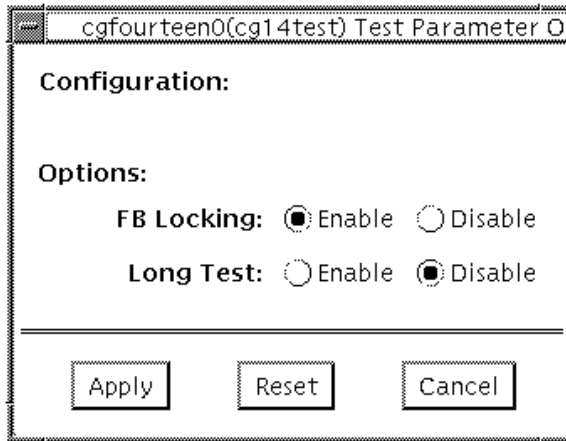 cgfourteen0(cg14test) Test Parameter O
Configuration:
Options:
FB Locking: Enable Disable
Long Test: Enable Disable
Apply Reset Cancel